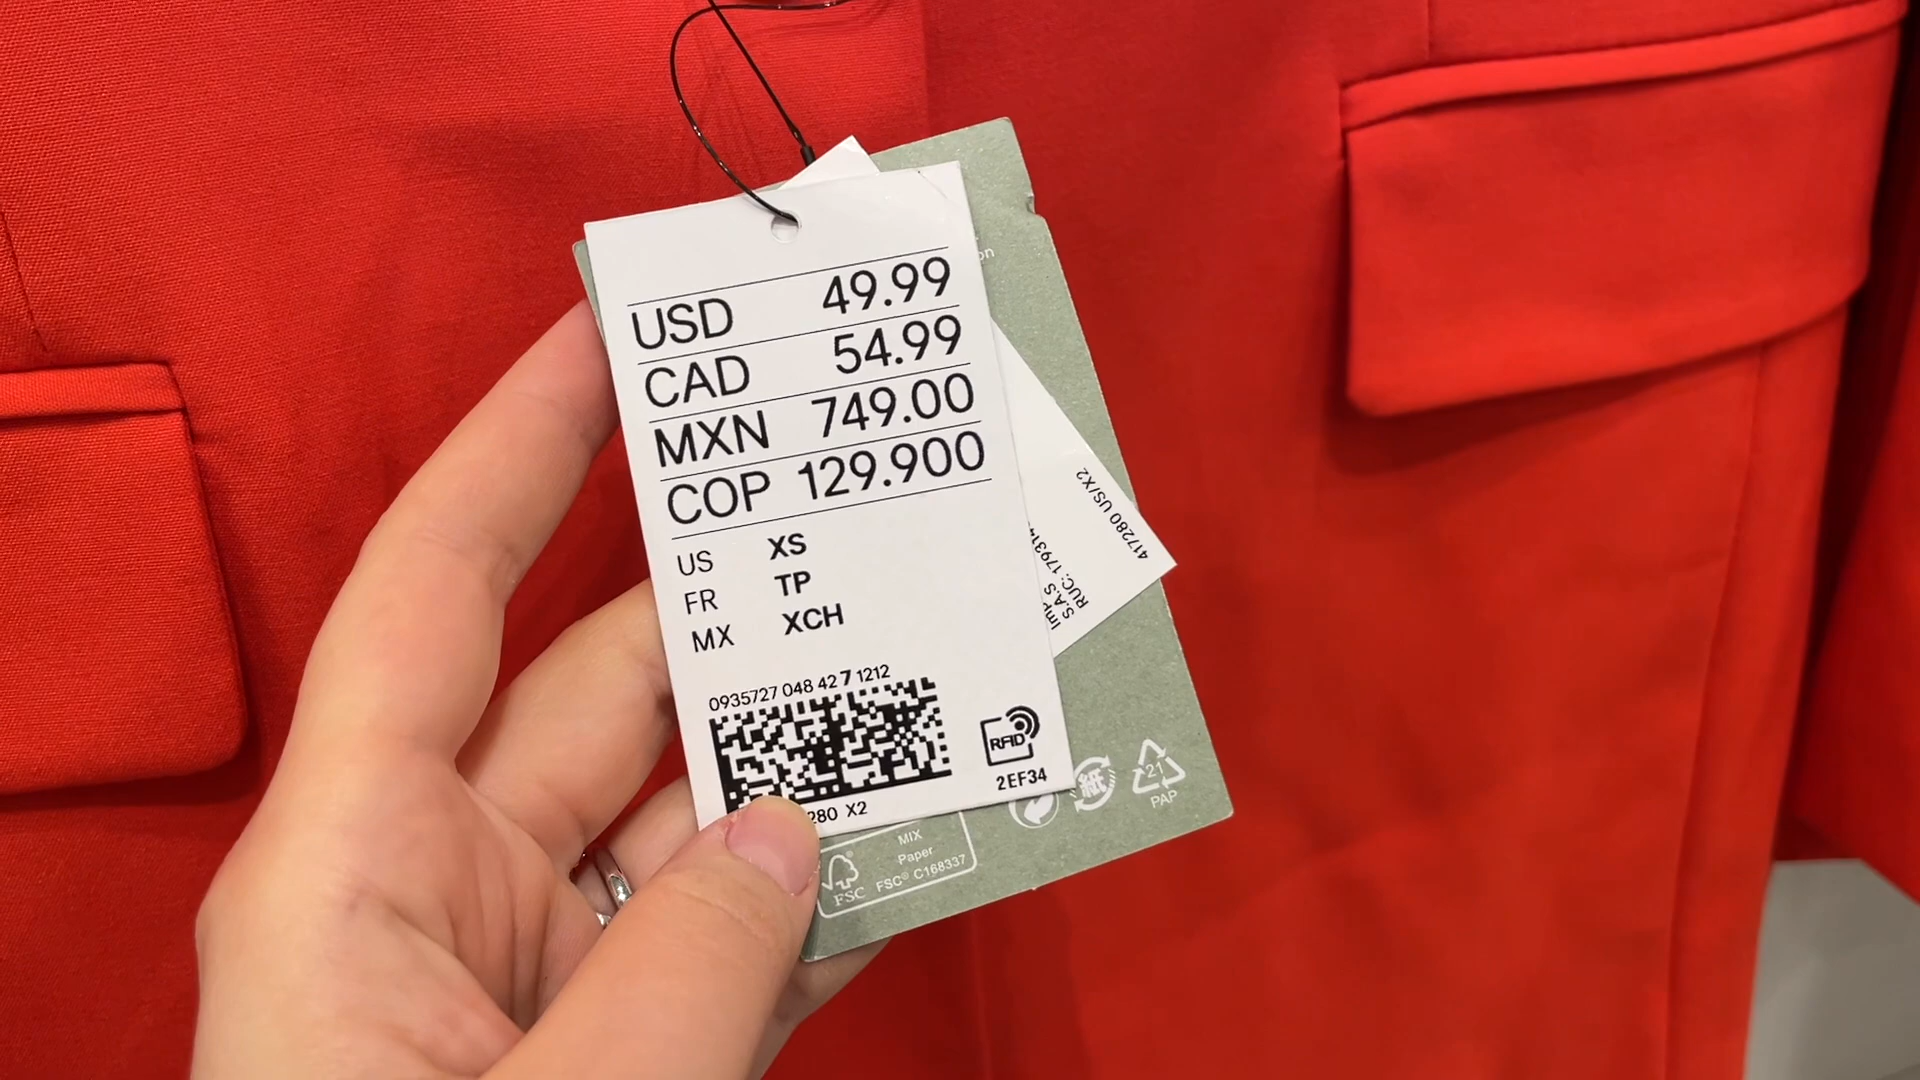 USD 49.99
CAD 54.99
MXN 749.00
COP 129.900
US XS
FR TP
MX XCH
0935727 048 42 7 1212
RFID
2EF34
280 X2
on
417280 US/X2
S.A.S
RUC: 1793
紙
21
PAP
MIX
Paper
FSC® C168337
FSC